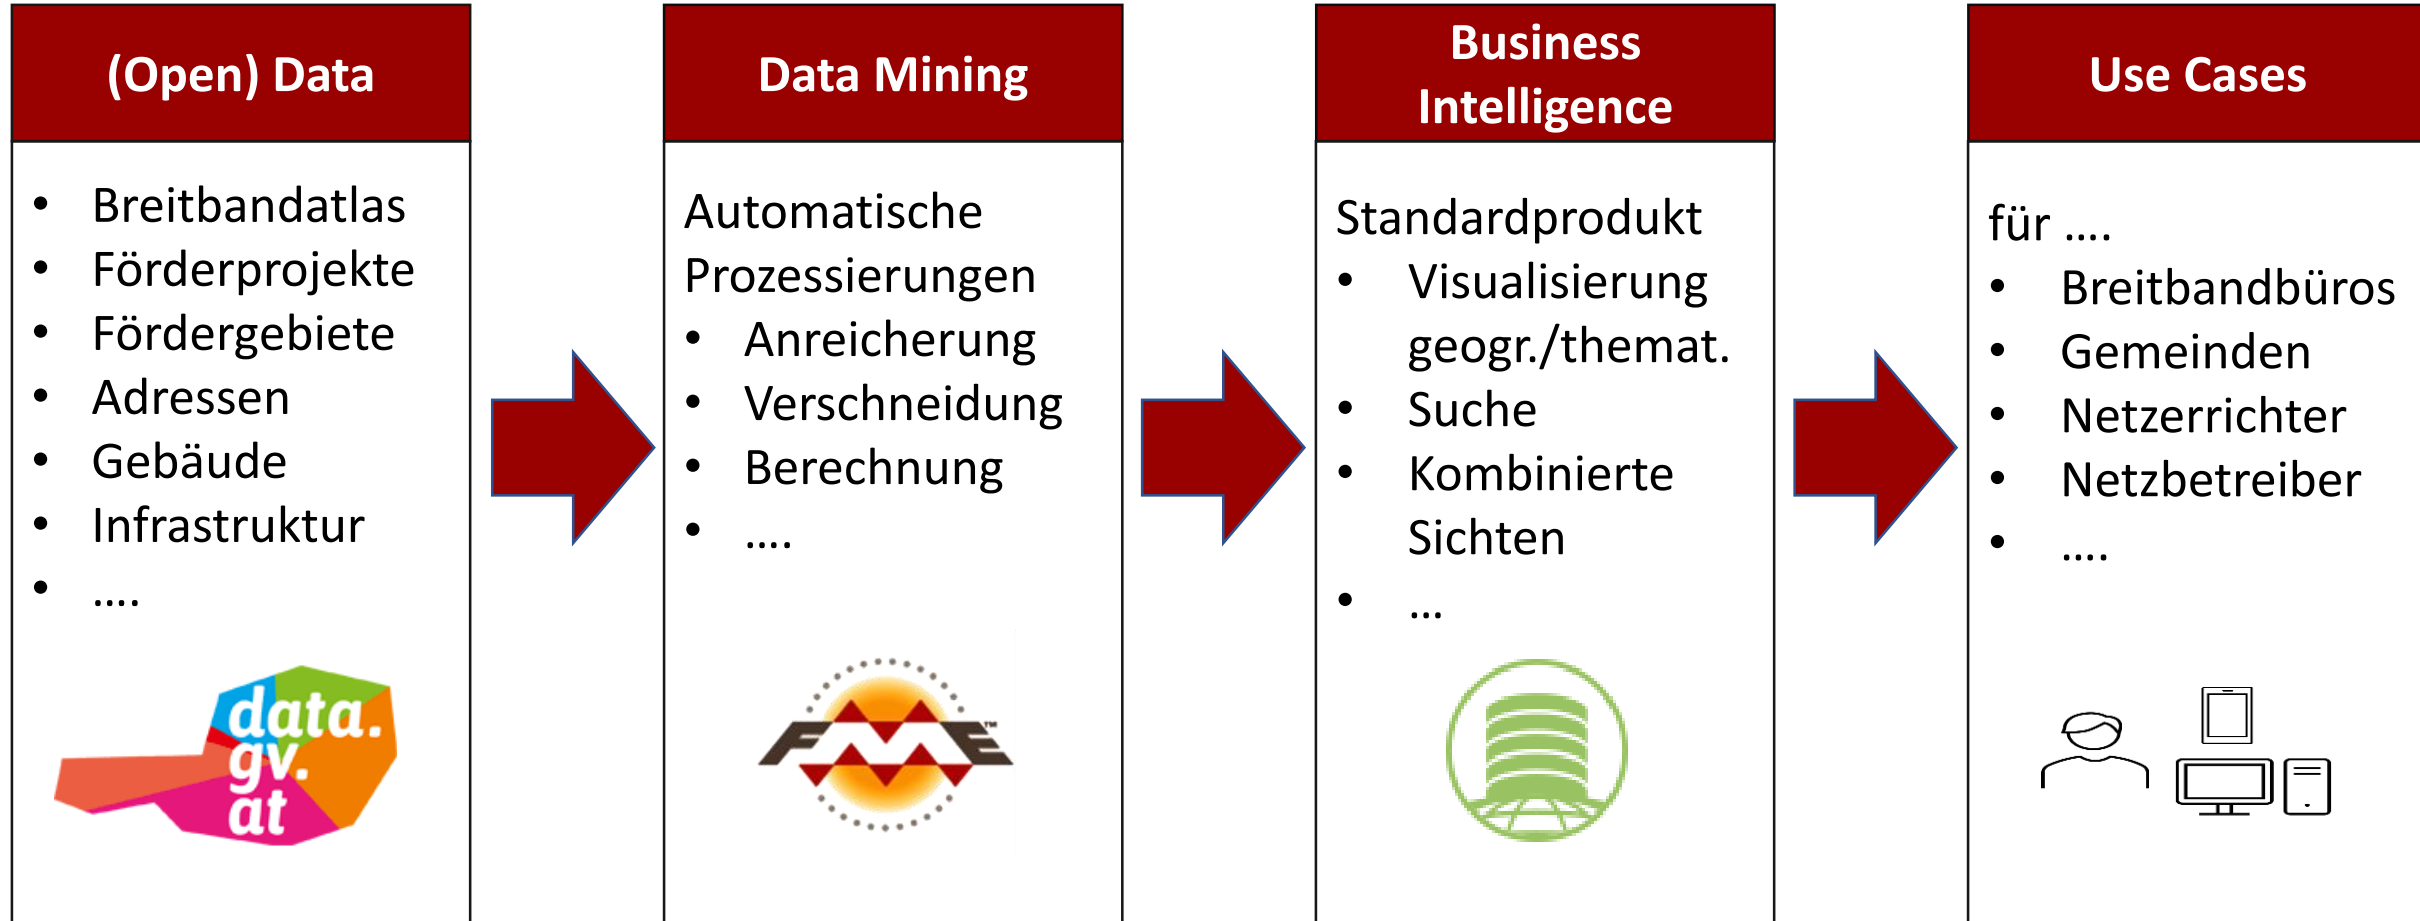 (Open) Data
• Breitbandatlas
• Förderprojekte
• Fördergebiete
• Adressen
• Gebäude
• Infrastruktur
• ....
data.
gv.
at
Data Mining
Automatische
Prozessierungen
• Anreicherung
• Verschneidung
• Berechnung
• ....
FME™
Business
Intelligence
Standardprodukt
• Visualisierung
geogr./themat.
• Suche
• Kombinierte
Sichten
• ...
Use Cases
für ....
• Breitbandbüros
• Gemeinden
• Netzerrichter
• Netzbetreiber
• ....